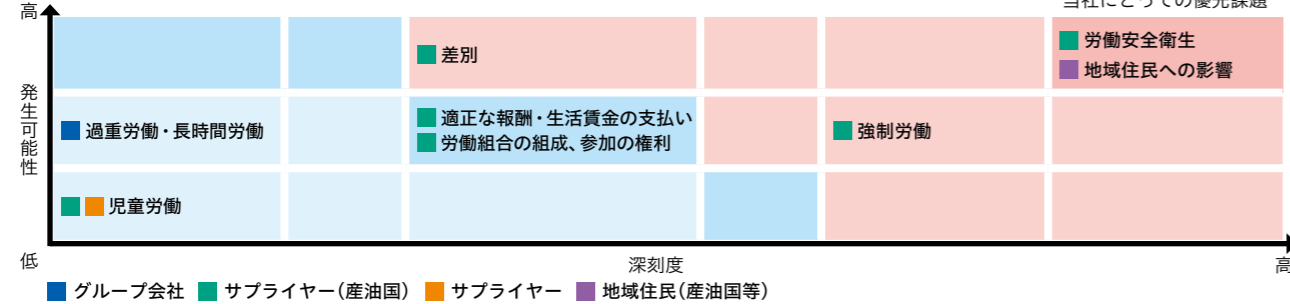 当社にとっての優先課題
高
差別
労働安全衛生
地域住民への影響
発生可能性
過重労働・長時間労働
適正な報酬・生活賃金の支払い
労働組合の組成、参加の権利
強制労働
児童労働
低
深刻度
高
グループ会社 サプライヤー(産油国) サプライヤー 地域住民(産油国等)